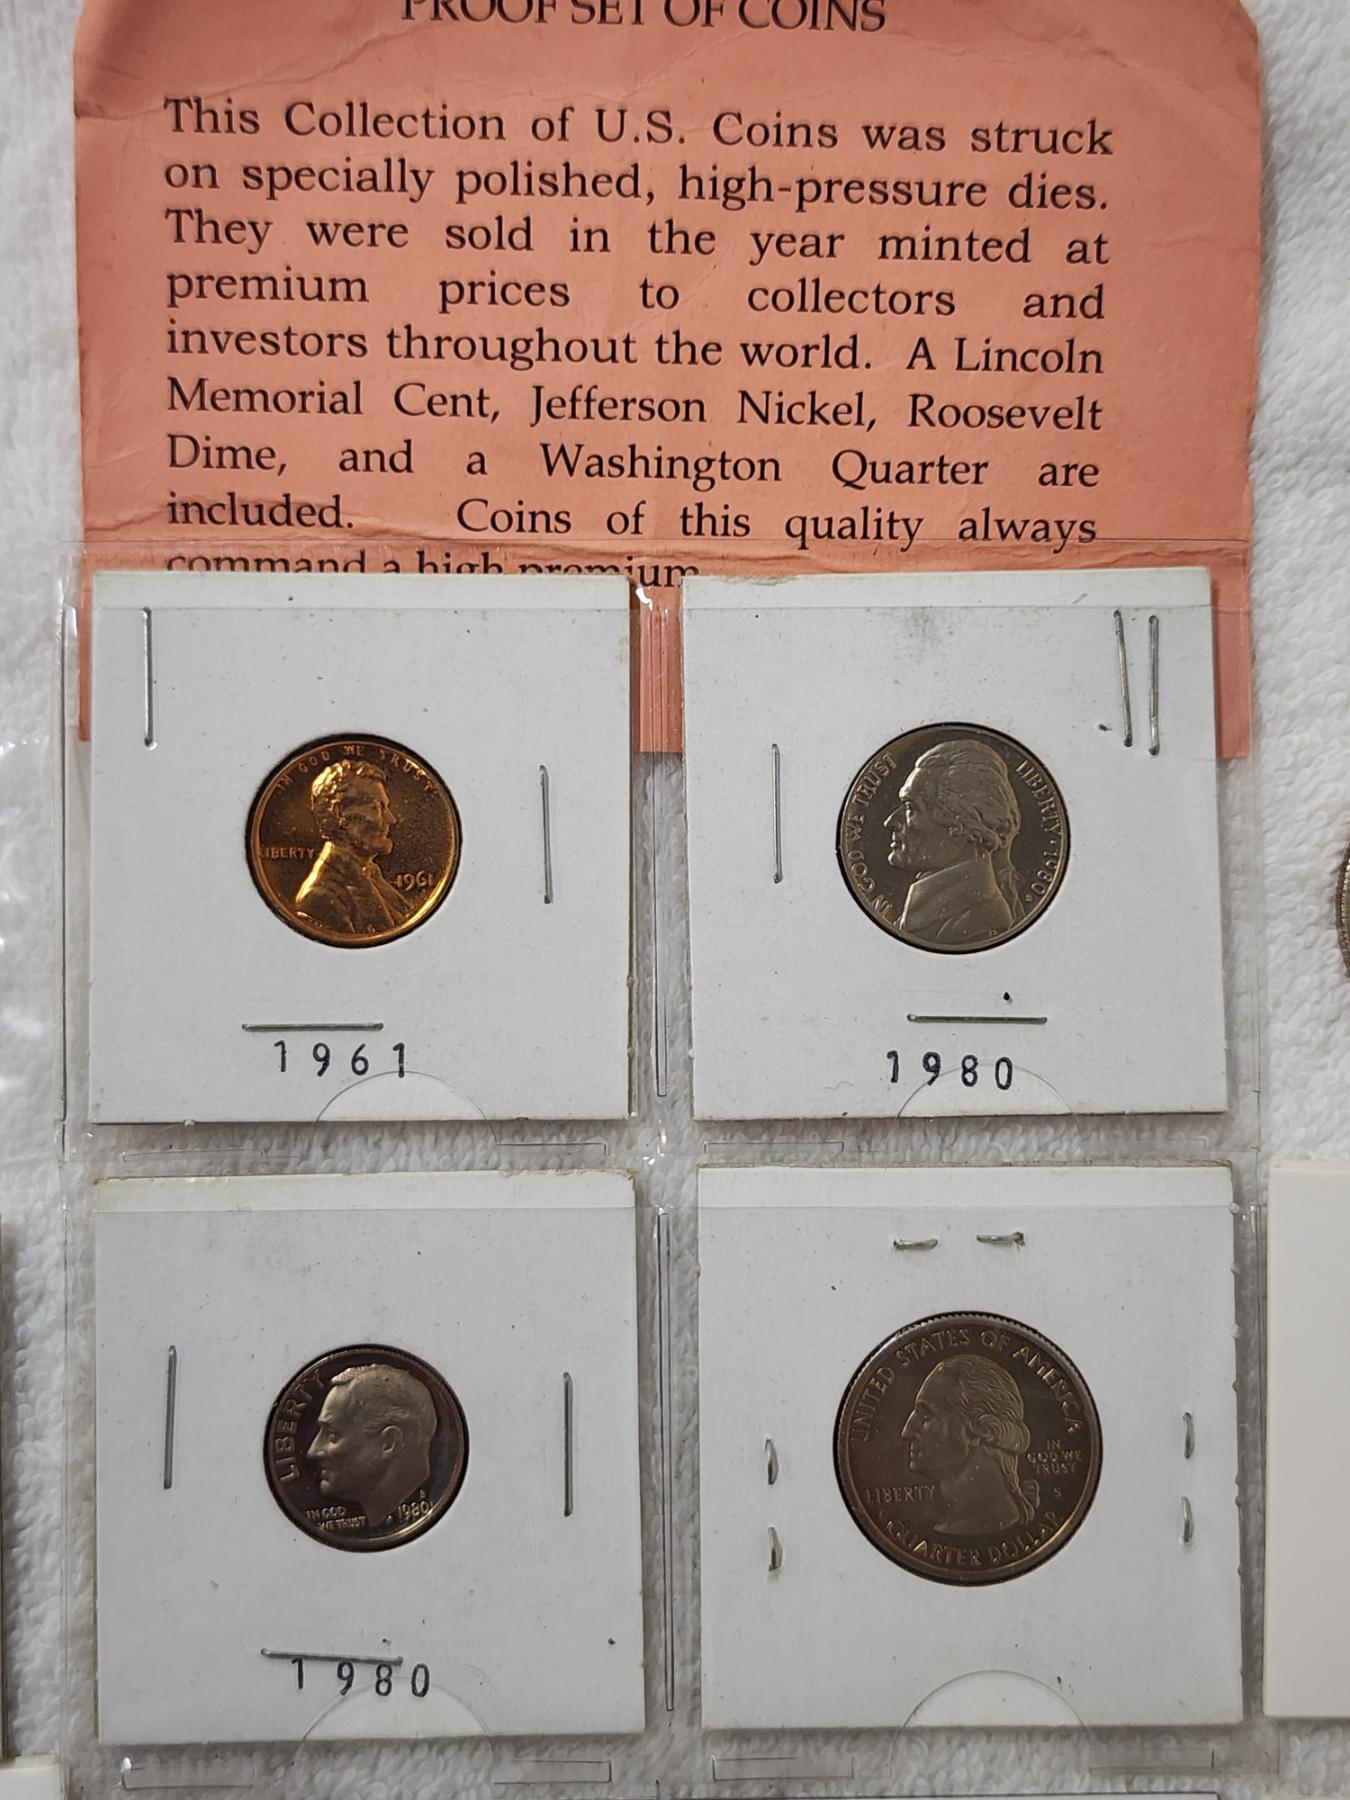 PROOF SET OF COINS
This Collection of U.S. Coins was struck
on specially polished, high-pressure dies.
They were sold in the year minted at
premium prices to collectors and
investors throughout the world. A Lincoln
Memorial Cent, Jefferson Nickel, Roosevelt
Dime, and a Washington Quarter are
included. Coins of this quality always
command a high premium
IN GOD WE TRUST
LIBERTY
1961
1961
IN GOD WE TRUST
LIBERTY · 1980
S
1980
LIBERTY
IN GOD
WE TRUST
S
1980
1980
UNITED STATES OF AMERICA
IN
GOD WE
TRUST
LIBERTY
S
QUARTER DOLLAR